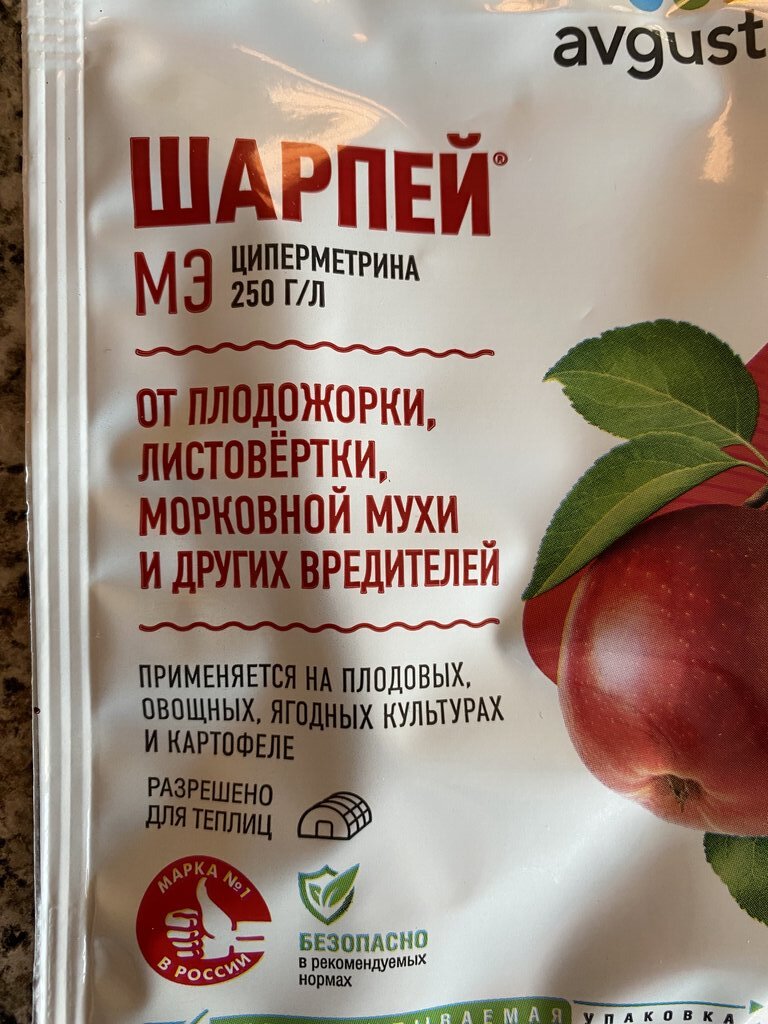 avgust
ШАРПЕЙ®
МЭ ЦИПЕРМЕТРИНА
250 Г/Л
ОТ ПЛОДОЖОРКИ,
ЛИСТОВЁРТКИ,
МОРКОВНОЙ МУХИ
И ДРУГИХ ВРЕДИТЕЛЕЙ
ПРИМЕНЯЕТСЯ НА ПЛОДОВЫХ,
ОВОЩНЫХ, ЯГОДНЫХ КУЛЬТУРАХ
И КАРТОФЕЛЕ
РАЗРЕШЕНО
ДЛЯ ТЕПЛИЦ
МАРКА №1
В РОССИИ
БЕЗОПАСНО
в рекомендуемых
нормах
УПАКОВКА